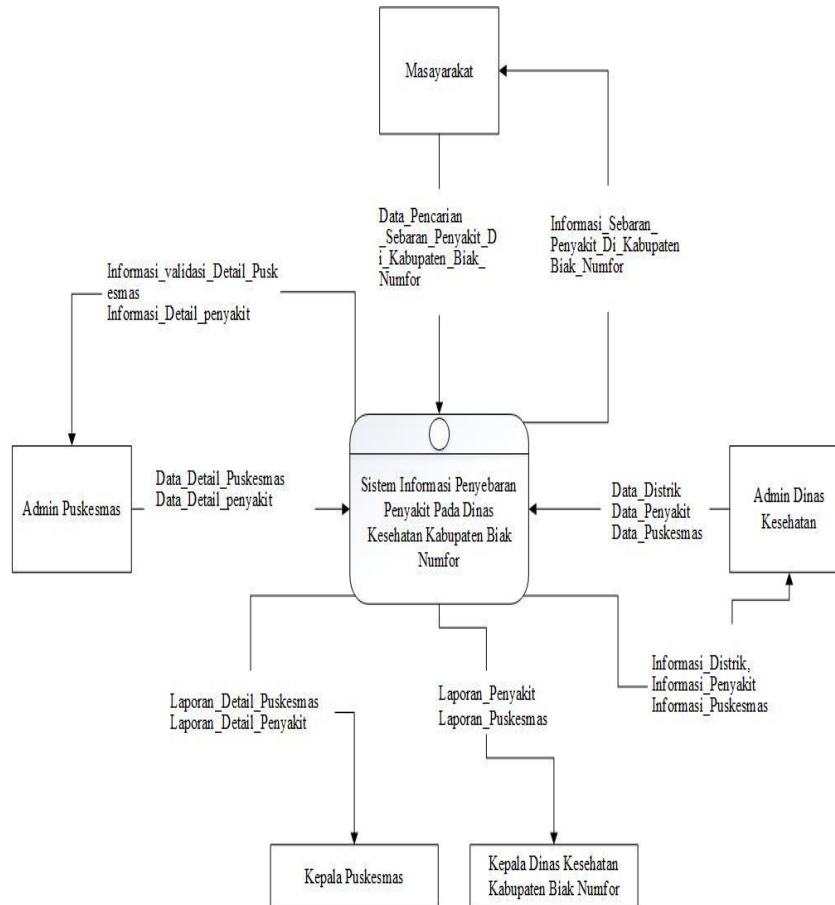 Masayarakat
Data_Pencarian
_Sebaran_Penyakit_D
i_Kabupaten_Biak_
Numfor
Informasi_Sebaran_
Penyakit_Di_Kabupaten
Biak_Numfor
Informasi_validasi_Detail_Pusk
esmas
Informasi_Detail_penyakit
Admin Puskesmas
Data_Detail_Puskesmas
Data_Detail_penyakit
Sistem Informasi Penyebaran
Penyakit Pada Dinas
Kesehatan Kabupaten Biak
Numfor
Data_Distrik
Data_Penyakit
Data_Puskesmas
Admin Dinas
Kesehatan
Laporan_Detail_Puskesmas
Laporan_Detail_Penyakit
Laporan_Penyakit
Laporan_Puskesmas
Informasi_Distrik,
Informasi_Penyakit
Informasi_Puskesmas
Kepala Puskesmas
Kepala Dinas Kesehatan
Kabupaten Biak Numfor